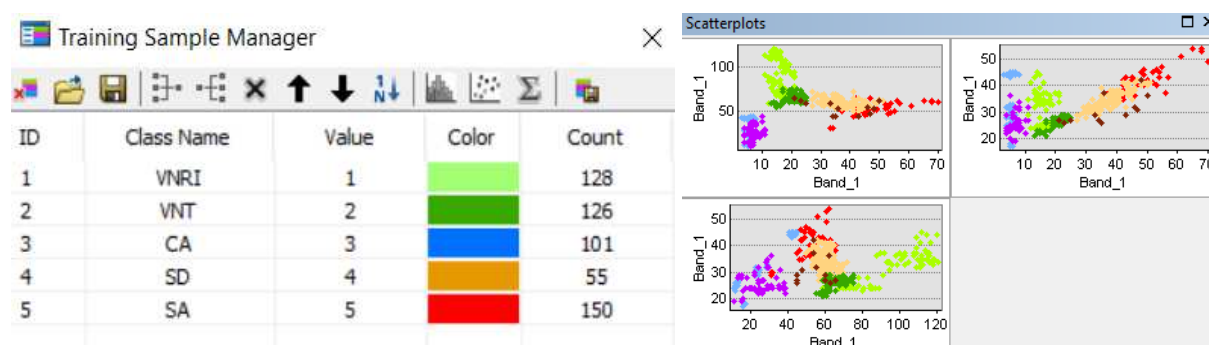 Training Sample Manager
ID Class Name Value Color Count
1 VNRI 1 128
2 VNT 2 126
3 CA 3 101
4 SD 4 55
5 SA 5 150
Scatterplots
100
50
Band_1
10 20 30 40 50 60 70
Band_1
50
40
30
20
Band_1
10 20 30 40 50 60 70
Band_1
50
40
30
20
Band_1
20 40 60 80 100 120
Band_1